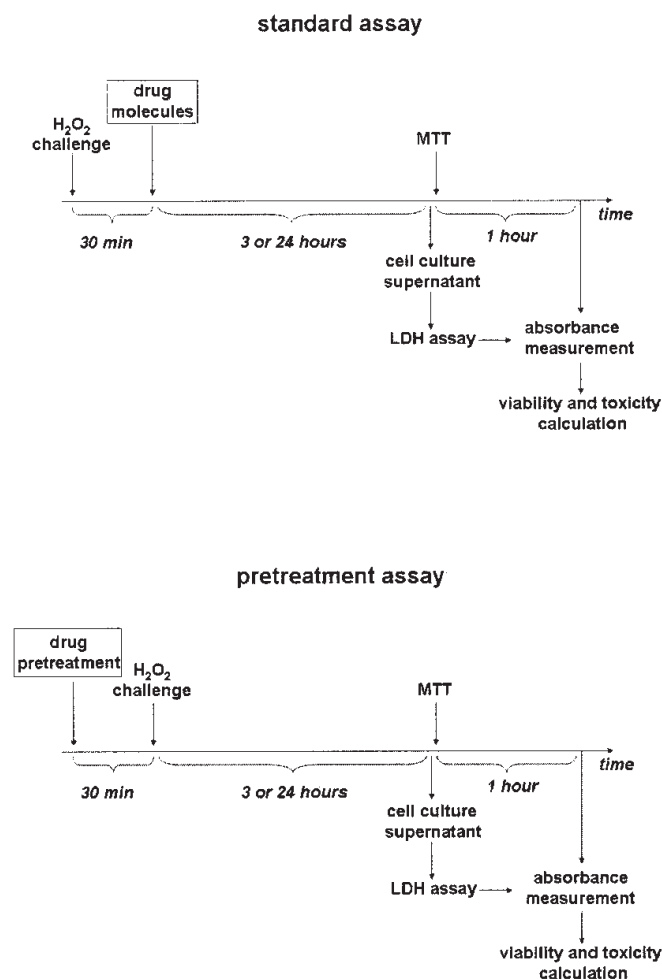 standard assay
drug
molecules
H₂O₂
challenge
MTT
time
30 min
3 or 24 hours
1 hour
cell culture
supernatant
LDH assay
absorbance
measurement
viability and toxicity
calculation
pretreatment assay
drug
pretreatment
H₂O₂
challenge
MTT
time
30 min
3 or 24 hours
1 hour
cell culture
supernatant
LDH assay
absorbance
measurement
viability and toxicity
calculation